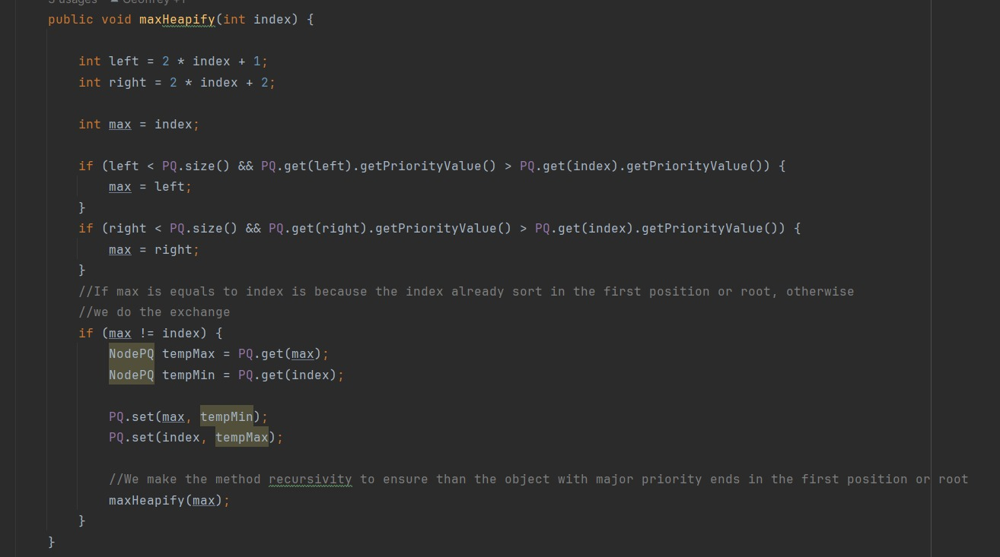 3 usages Geofrey +1
public void maxHeapify(int index) {
int left = 2 * index + 1;
int right = 2 * index + 2;
int max = index;
if (left < PQ.size() && PQ.get(left).getPriorityValue() > PQ.get(index).getPriorityValue()) {
max = left;
}
if (right < PQ.size() && PQ.get(right).getPriorityValue() > PQ.get(index).getPriorityValue()) {
max = right;
}
//If max is equals to index is because the index already sort in the first position or root, otherwise
//we do the exchange
if (max != index) {
NodePQ tempMax = PQ.get(max);
NodePQ tempMin = PQ.get(index);
PQ.set(max, tempMin);
PQ.set(index, tempMax);
//We make the method recursivity to ensure than the object with major priority ends in the first position or root
maxHeapify(max);
}
}